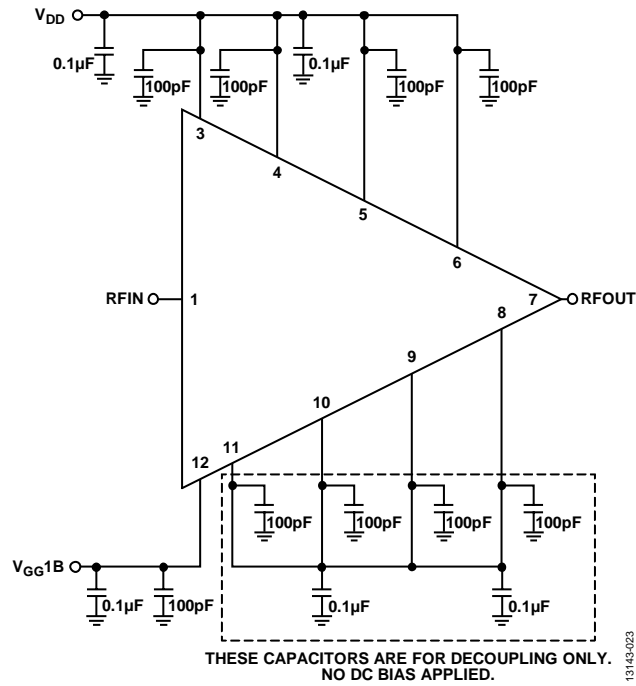 VDD
0.1µF
100pF
100pF
0.1µF
100pF
100pF
3
4
5
6
RFIN
1
7
RFOUT
8
9
10
11
12
100pF
100pF
100pF
100pF
VGG1B
0.1µF
100pF
0.1µF
0.1µF
THESE CAPACITORS ARE FOR DECOUPLING ONLY.
NO DC BIAS APPLIED.
13143-023